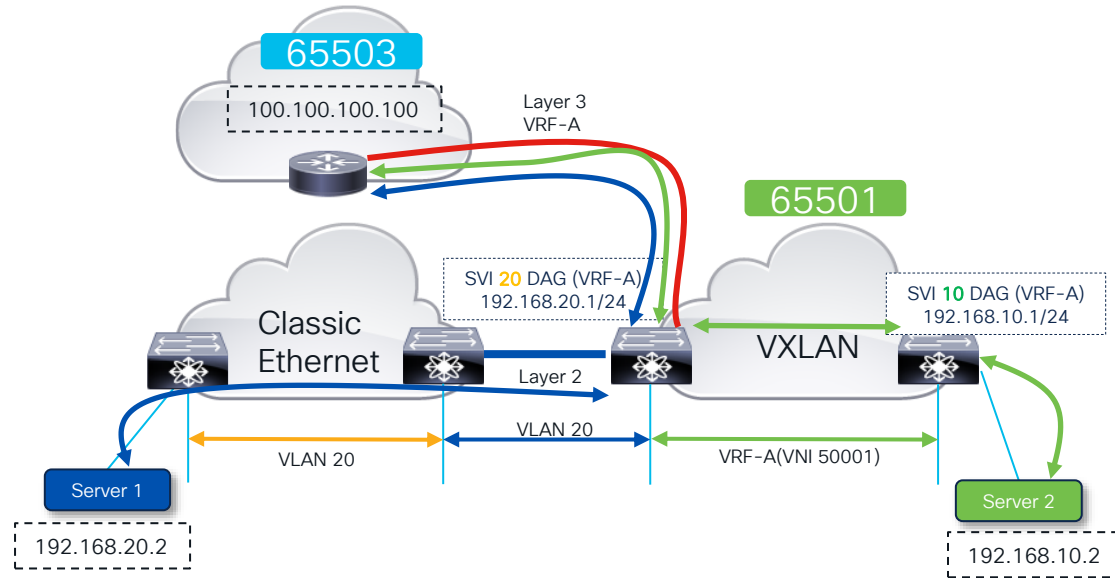 65503
100.100.100.100
Layer 3
VRF-A
65501
SVI 20 DAG (VRF-A)
192.168.20.1/24
SVI 10 DAG (VRF-A)
192.168.10.1/24
Classic
Ethernet
VXLAN
Layer 2
VLAN 20
VLAN 20
VRF-A(VNI 50001)
Server 1
192.168.20.2
Server 2
192.168.10.2